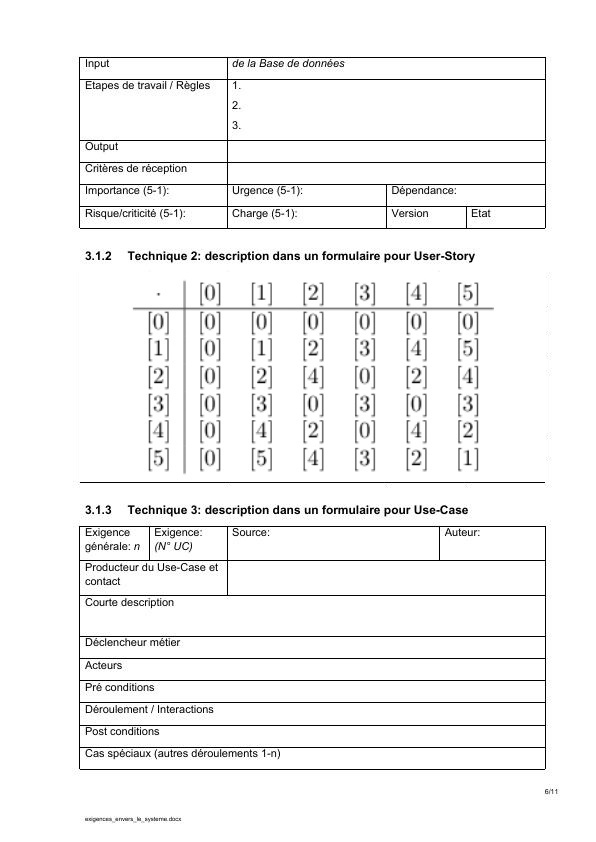 Input de la Base de données
Etapes de travail / Règles 1.
2.
3.
Output
Critères de réception
Importance (5-1): Urgence (5-1): Dépendance:
Risque/criticité (5-1): Charge (5-1): Version Etat
3.1.2 Technique 2: description dans un formulaire pour User-Story
· [0] [1] [2] [3] [4] [5]
[0] [0] [0] [0] [0] [0] [0]
[1] [0] [1] [2] [3] [4] [5]
[2] [0] [2] [4] [0] [2] [4]
[3] [0] [3] [0] [3] [0] [3]
[4] [0] [4] [2] [0] [4] [2]
[5] [0] [5] [4] [3] [2] [1]
3.1.3 Technique 3: description dans un formulaire pour Use-Case
Exigence Exigence: Source: Auteur:
générale: n (N° UC)
Producteur du Use-Case et
contact
Courte description
Déclencheur métier
Acteurs
Pré conditions
Déroulement / Interactions
Post conditions
Cas spéciaux (autres déroulements 1-n)
6/11
exigences_envers_le_systeme.docx